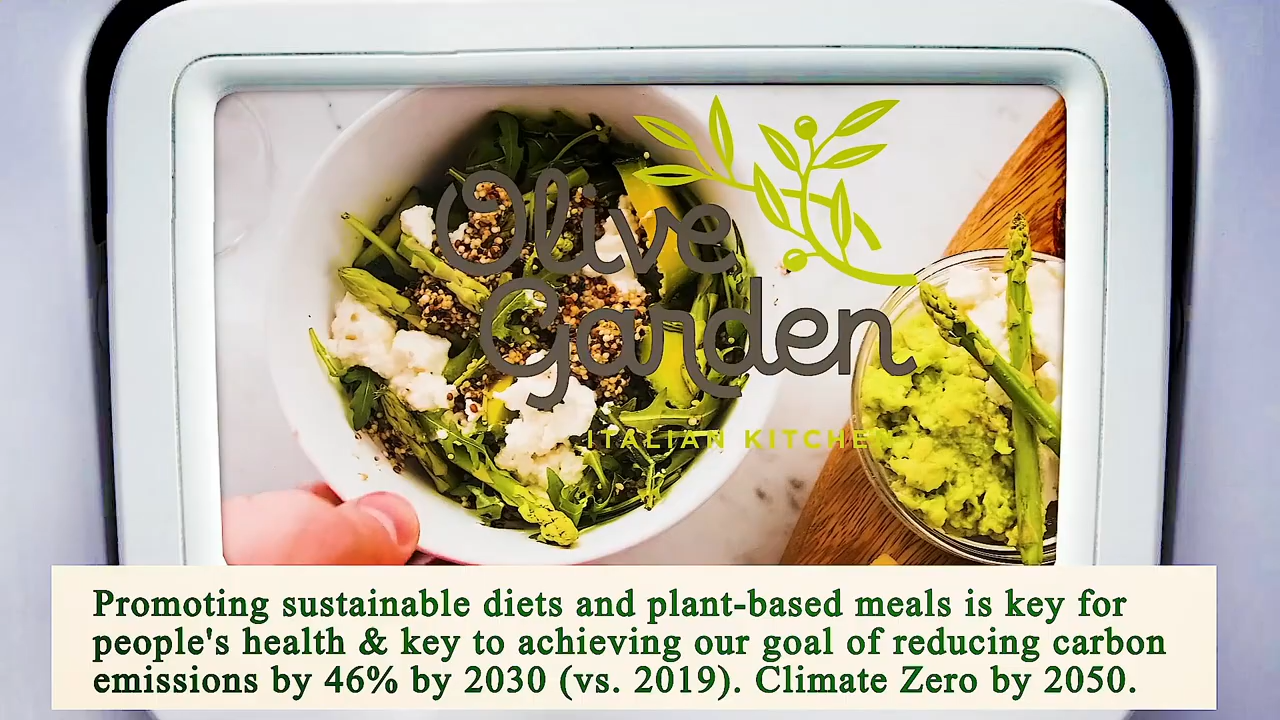 Olive
Garden
ITALIAN KITCHEN
Promoting sustainable diets and plant-based meals is key for
people's health & key to achieving our goal of reducing carbon
emissions by 46% by 2030 (vs. 2019). Climate Zero by 2050.